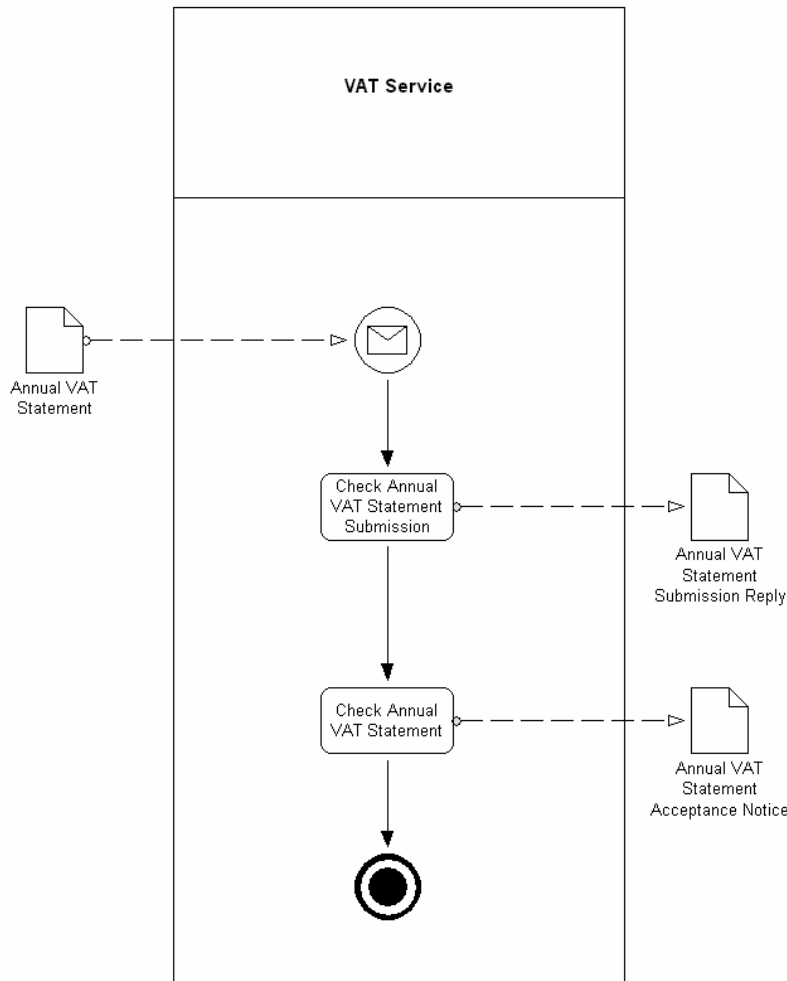 VAT Service
Annual VAT
Statement
Check Annual
VAT Statement
Submission
Annual VAT
Statement
Submission Reply
Check Annual
VAT Statement
Annual VAT
Statement
Acceptance Notice